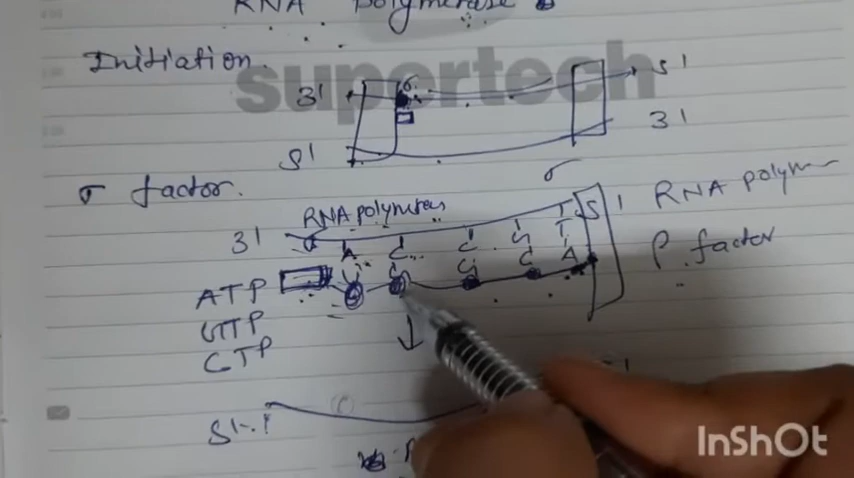 RNA Polymerase
Initiation.
supertech
σ
3' 5'
5' 3'
σ factor.
σ
RNA polym
RNA polymeras
3' 5'
P. factor
A C C G T T
U G G C A
ATP
UTP
CTP
5'
InShOt